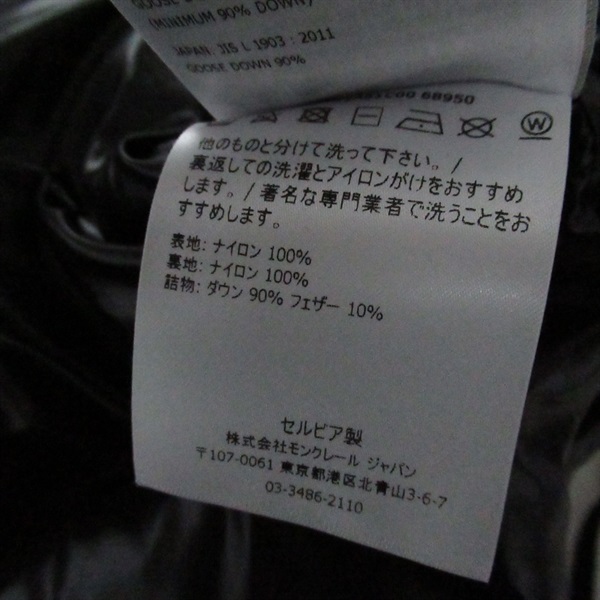 GOOSE
(MINIMUM 90% DOWN)
JAPAN: JIS L 1903 : 2011
GOOSE DOWN 90%
68950
W
他のものと分けて洗って下さい。/
裏返しての洗濯とアイロンがけをおすすめ
します。/ 著名な専門業者で洗うことをお
すすめします。
表地: ナイロン 100%
裏地: ナイロン 100%
詰物: ダウン 90% フェザー 10%
セルビア製
株式会社モンクレール ジャパン
〒107-0061 東京都港区北青山3-6-7
03-3486-2110